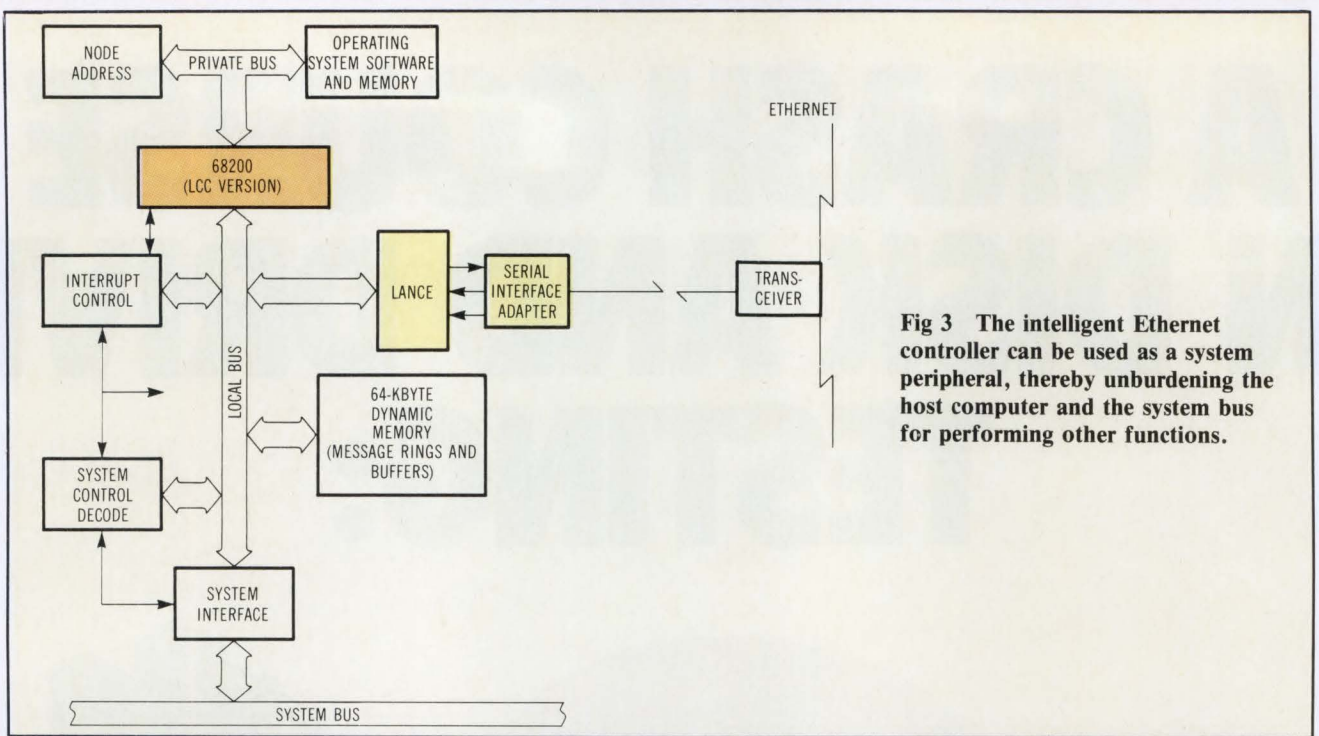 NODE
ADDRESS
PRIVATE BUS
OPERATING
SYSTEM SOFTWARE
AND MEMORY
ETHERNET
68200
(LCC VERSION)
INTERRUPT
CONTROL
LANCE
SERIAL
INTERFACE
ADAPTER
TRANS-
CEIVER
LOCAL BUS
64-KBYTE
DYNAMIC
MEMORY
(MESSAGE RINGS AND
BUFFERS)
SYSTEM
CONTROL
DECODE
SYSTEM
INTERFACE
SYSTEM BUS
Fig 3 The intelligent Ethernet
controller can be used as a system
peripheral, thereby unburdening the
host computer and the system bus
for performing other functions.